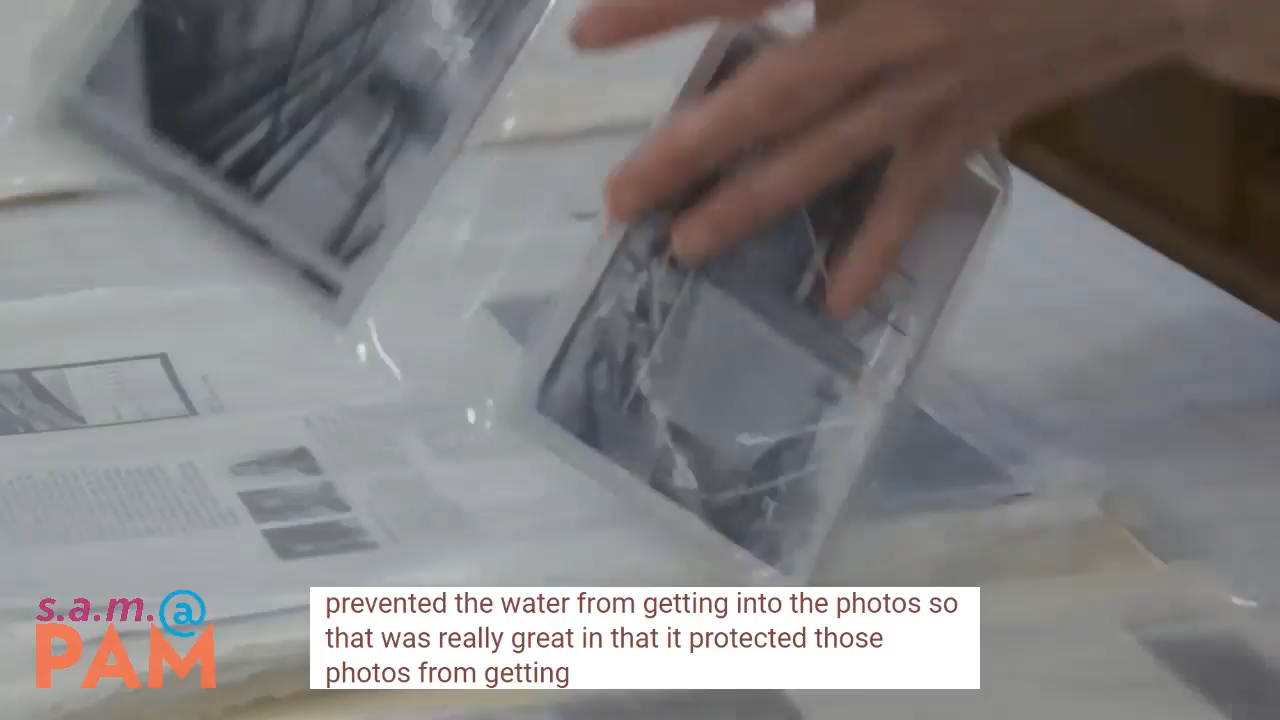 s.a.m.@
PAM
prevented the water from getting into the photos so
that was really great in that it protected those
photos from getting